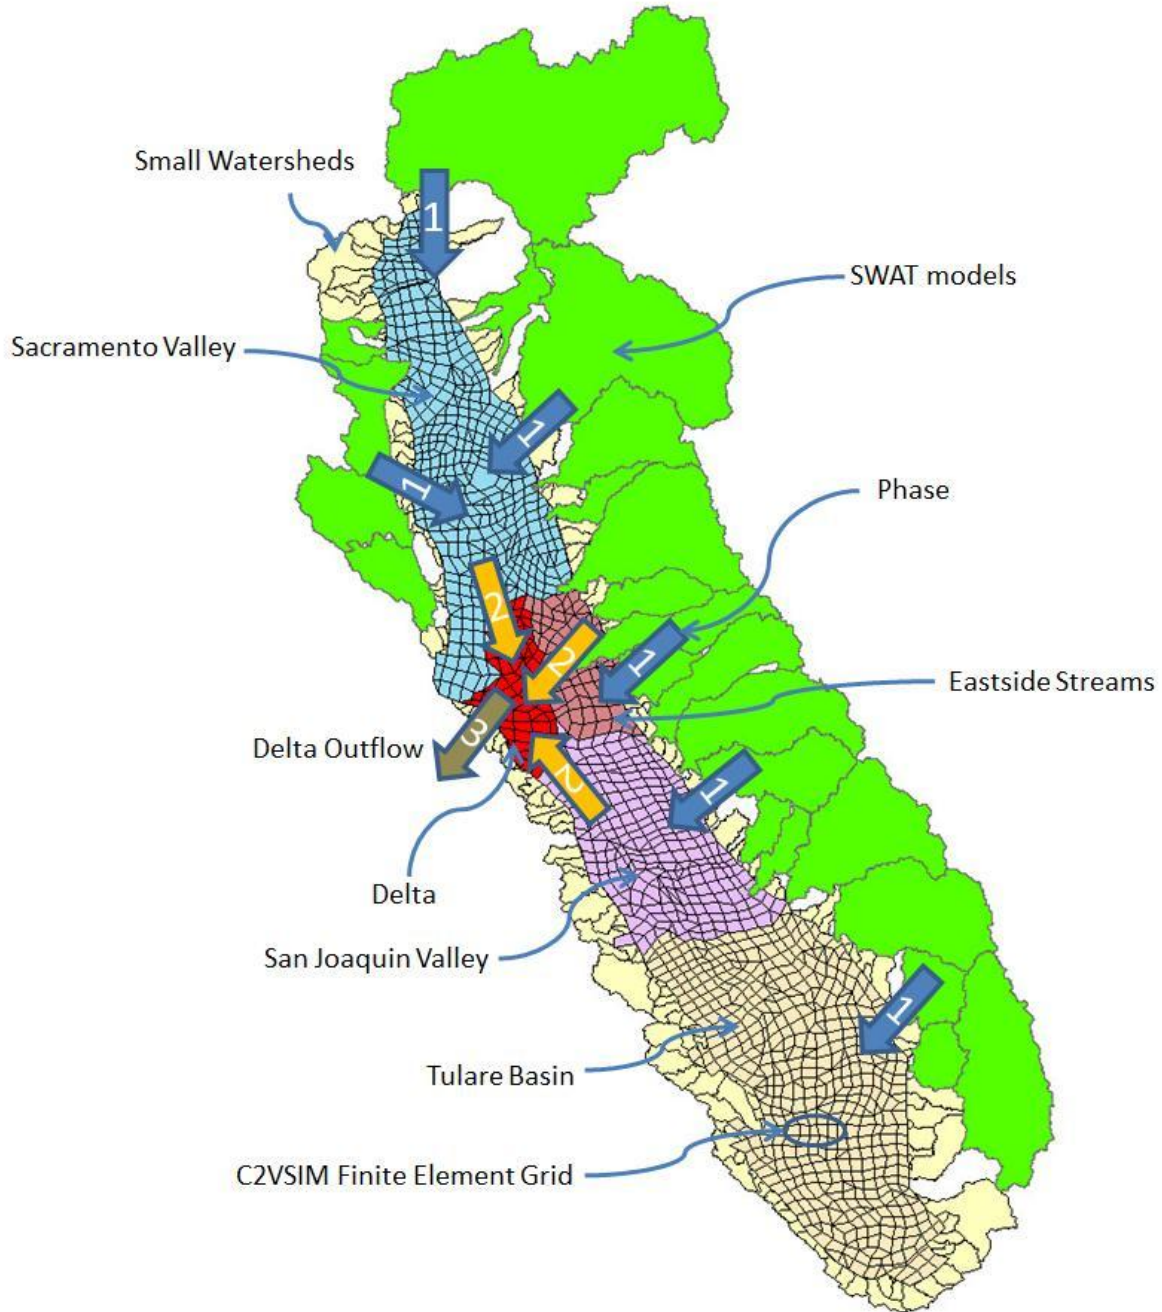 Small Watersheds
1
SWAT models
Sacramento Valley
1
1
Phase
2
2
1
Eastside Streams
3
Delta Outflow
2
1
Delta
San Joaquin Valley
1
Tulare Basin
C2VSIM Finite Element Grid